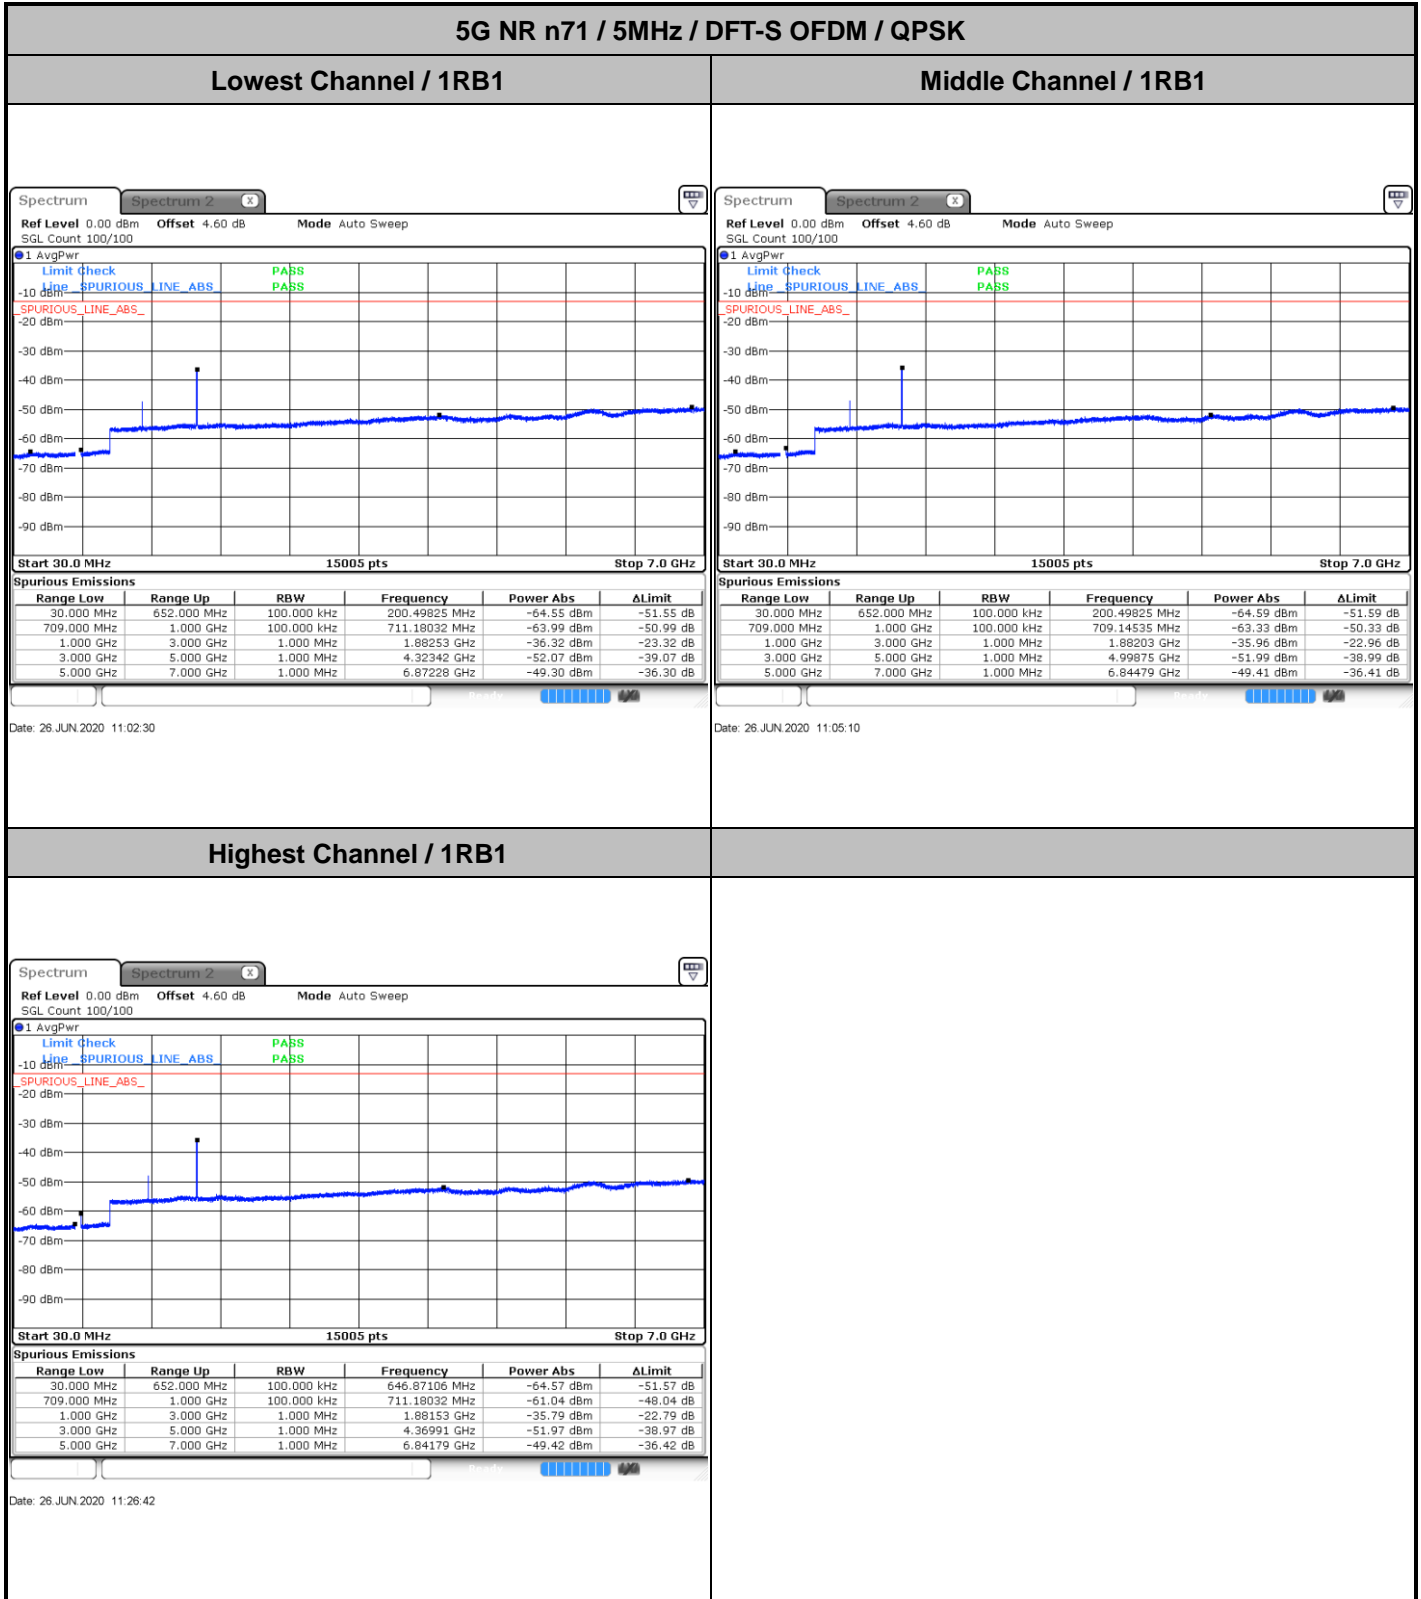 5G NR n71 / 5MHz / DFT-S OFDM / QPSK
Lowest Channel / 1RB1
Middle Channel / 1RB1
Spectrum
Spectrum 2
X
Ref Level 0.00 dBm Offset 4.60 dB Mode Auto Sweep
SGL Count 100/100
1 AvgPwr
Limit Check PASS
Line _SPURIOUS_LINE_ABS_ PASS
-10 dBm
_SPURIOUS_LINE_ABS_
-20 dBm
-30 dBm
-40 dBm
-50 dBm
-60 dBm
-70 dBm
-80 dBm
-90 dBm
Start 30.0 MHz 15005 pts Stop 7.0 GHz
Spurious Emissions
Range Low Range Up RBW Frequency Power Abs ΔLimit
30.000 MHz 652.000 MHz 100.000 kHz 200.49825 MHz -64.55 dBm -51.55 dB
709.000 MHz 1.000 GHz 100.000 kHz 711.18032 MHz -63.99 dBm -50.99 dB
1.000 GHz 3.000 GHz 1.000 MHz 1.88253 GHz -36.32 dBm -23.32 dB
3.000 GHz 5.000 GHz 1.000 MHz 4.32342 GHz -52.07 dBm -39.07 dB
5.000 GHz 7.000 GHz 1.000 MHz 6.87228 GHz -49.30 dBm -36.30 dB
Ready
Date: 26.JUN.2020 11:02:30
Spectrum
Spectrum 2
X
Ref Level 0.00 dBm Offset 4.60 dB Mode Auto Sweep
SGL Count 100/100
1 AvgPwr
Limit Check PASS
Line _SPURIOUS_LINE_ABS_ PASS
-10 dBm
_SPURIOUS_LINE_ABS_
-20 dBm
-30 dBm
-40 dBm
-50 dBm
-60 dBm
-70 dBm
-80 dBm
-90 dBm
Start 30.0 MHz 15005 pts Stop 7.0 GHz
Spurious Emissions
Range Low Range Up RBW Frequency Power Abs ΔLimit
30.000 MHz 652.000 MHz 100.000 kHz 200.49825 MHz -64.59 dBm -51.59 dB
709.000 MHz 1.000 GHz 100.000 kHz 709.14535 MHz -63.33 dBm -50.33 dB
1.000 GHz 3.000 GHz 1.000 MHz 1.88203 GHz -35.96 dBm -22.96 dB
3.000 GHz 5.000 GHz 1.000 MHz 4.99875 GHz -51.99 dBm -38.99 dB
5.000 GHz 7.000 GHz 1.000 MHz 6.84479 GHz -49.41 dBm -36.41 dB
Ready
Date: 26.JUN.2020 11:05:10
Highest Channel / 1RB1
Spectrum
Spectrum 2
X
Ref Level 0.00 dBm Offset 4.60 dB Mode Auto Sweep
SGL Count 100/100
1 AvgPwr
Limit Check PASS
Line _SPURIOUS_LINE_ABS_ PASS
-10 dBm
_SPURIOUS_LINE_ABS_
-20 dBm
-30 dBm
-40 dBm
-50 dBm
-60 dBm
-70 dBm
-80 dBm
-90 dBm
Start 30.0 MHz 15005 pts Stop 7.0 GHz
Spurious Emissions
Range Low Range Up RBW Frequency Power Abs ΔLimit
30.000 MHz 652.000 MHz 100.000 kHz 646.87106 MHz -64.57 dBm -51.57 dB
709.000 MHz 1.000 GHz 100.000 kHz 711.18032 MHz -61.04 dBm -48.04 dB
1.000 GHz 3.000 GHz 1.000 MHz 1.88153 GHz -35.79 dBm -22.79 dB
3.000 GHz 5.000 GHz 1.000 MHz 4.36991 GHz -51.97 dBm -38.97 dB
5.000 GHz 7.000 GHz 1.000 MHz 6.84179 GHz -49.42 dBm -36.42 dB
Ready
Date: 26.JUN.2020 11:26:42